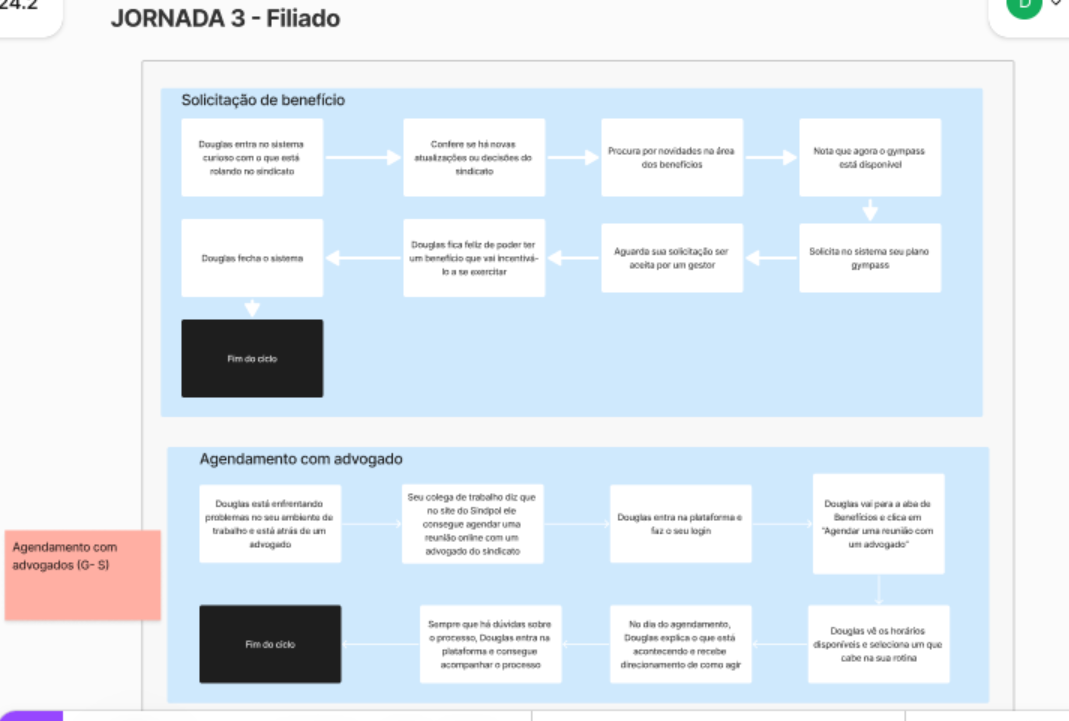 24.2
JORNADA 3 - Filiado
D
Solicitação de benefício
Douglas entra no sistema
curioso com o que está
rolando no sindicato
Confere se há novas
atualizações ou decisões do
sindicato
Procura por novidades na área
dos benefícios
Nota que agora o gympass
está disponível
Solicita no sistema seu plano
gympass
Aguarda sua solicitação ser
aceita por um gestor
Douglas fica feliz de poder ter
um benefício que vai incentivá-
lo a se exercitar
Douglas fecha o sistema
Fim do ciclo
Agendamento com advogado
Douglas está enfrentando
problemas no seu ambiente de
trabalho e está atrás de um
advogado
Seu colega de trabalho diz que
no site do Sindpol ele
consegue agendar uma
reunião online com um
advogado do sindicato
Douglas entra na plataforma e
faz o seu login
Douglas vai para a aba de
Benefícios e clica em
"Agendar uma reunião com
um advogado"
Douglas vê os horários
disponíveis e seleciona um que
cabe na sua rotina
No dia do agendamento,
Douglas explica o que está
acontecendo e recebe
direcionamento de como agir
Sempre que há dúvidas sobre
o processo, Douglas entra na
plataforma e consegue
acompanhar o processo
Fim do ciclo
Agendamento com
advogados (G- S)